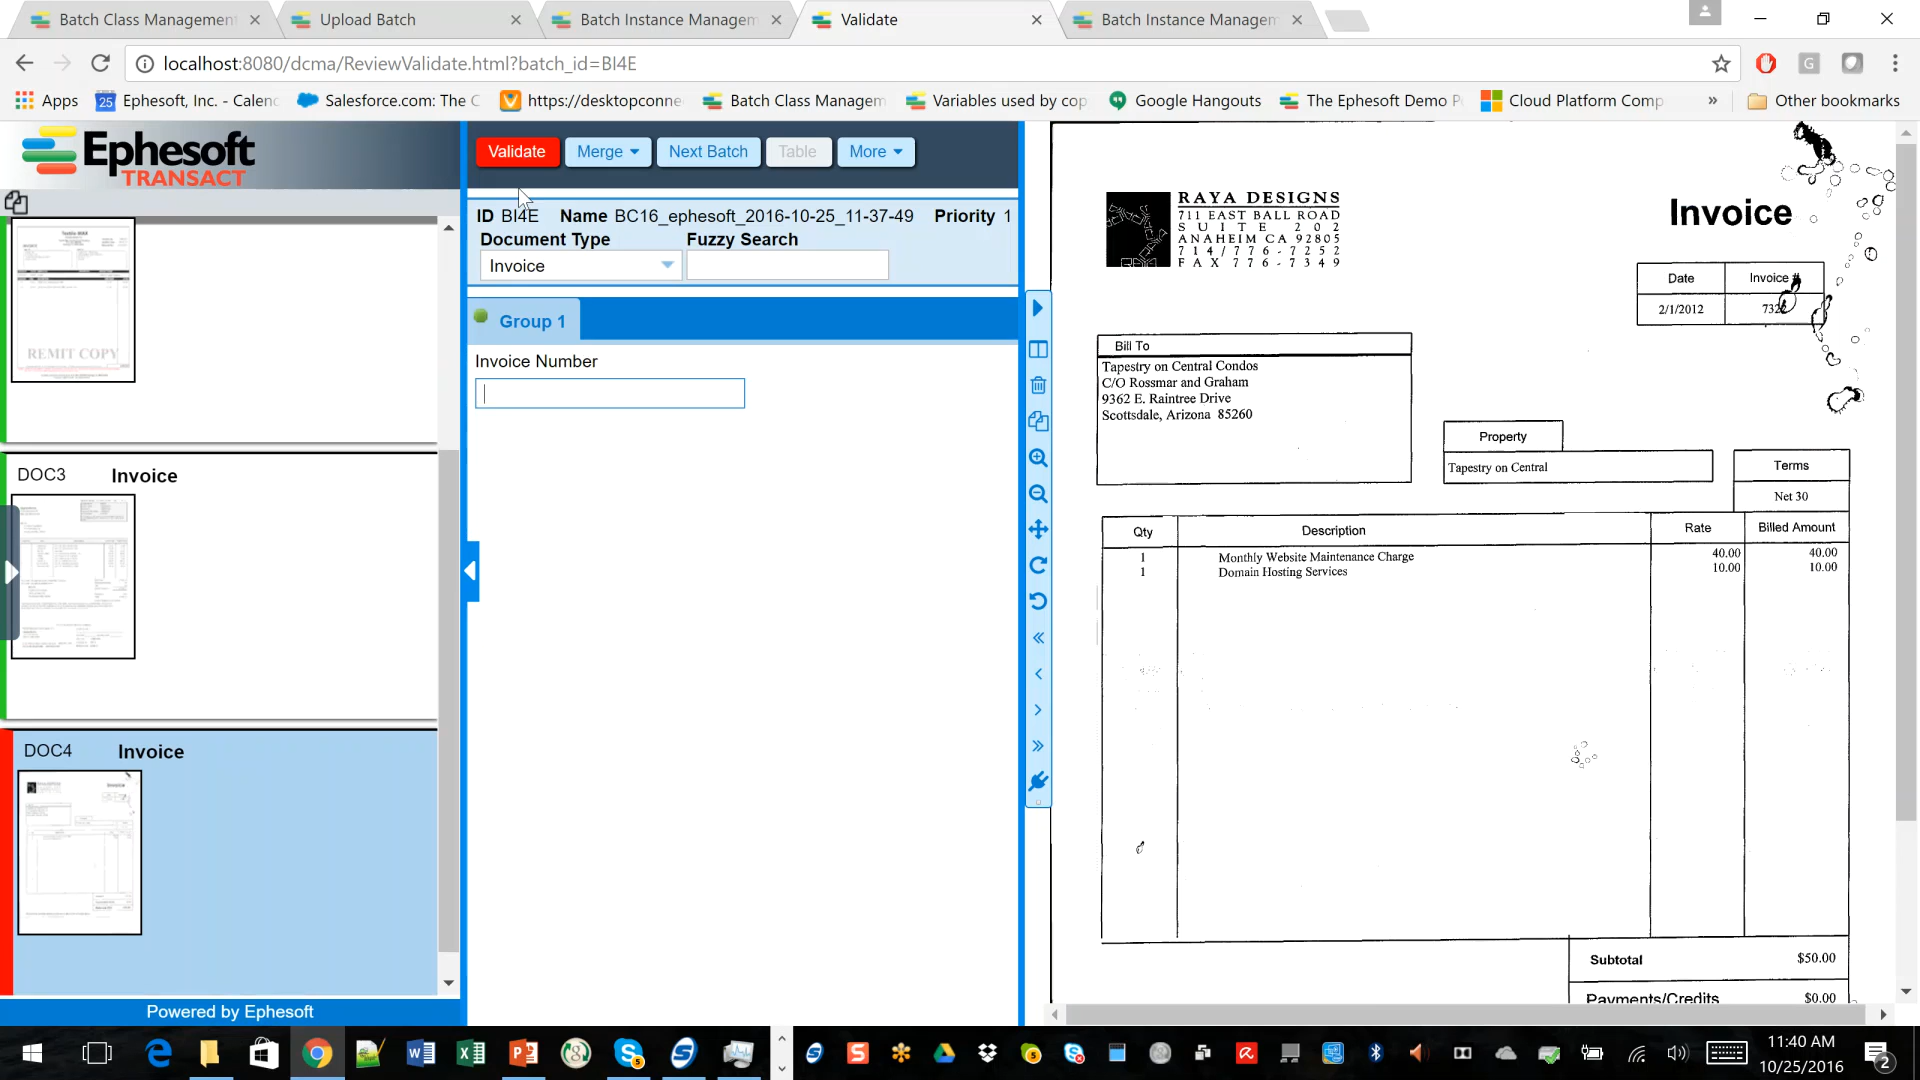 Batch Class Management
Upload Batch
Batch Instance Managem
Validate
Batch Instance Managem
localhost:8080/dcma/ReviewValidate.html?batch_id=BI4E
Apps
Ephesoft, Inc. - Calenc
Salesforce.com: The C
https://desktopconne
Batch Class Managem
Variables used by cop
Google Hangouts
The Ephesoft Demo P
Cloud Platform Comp
Other bookmarks
Ephesoft
TRANSACT
Validate
Merge
Next Batch
Table
More
ID BI4E Name BC16_ephesoft_2016-10-25_11-37-49 Priority 1
Document Type
Fuzzy Search
Invoice
Group 1
Invoice Number
REMIT COPY
DOC3 Invoice
DOC4 Invoice
Powered by Ephesoft
RAYA DESIGNS
711 EAST BALL ROAD
SUITE 202
ANAHEIM CA 92805
714/776-7252
FAX 776-7349
Invoice
Date
Invoice #
2/1/2012
Bill To
Tapestry on Central Condos
C/O Rossmar and Graham
9362 E. Raintree Drive
Scottsdale, Arizona 85260
Property
Tapestry on Central
Terms
Net 30
Qty
Description
Rate
Billed Amount
1 Monthly Website Maintenance Charge 40.00 40.00
1 Domain Hosting Services 10.00 10.00
Subtotal $50.00
Payments/Credits $0.00
11:40 AM
10/25/2016